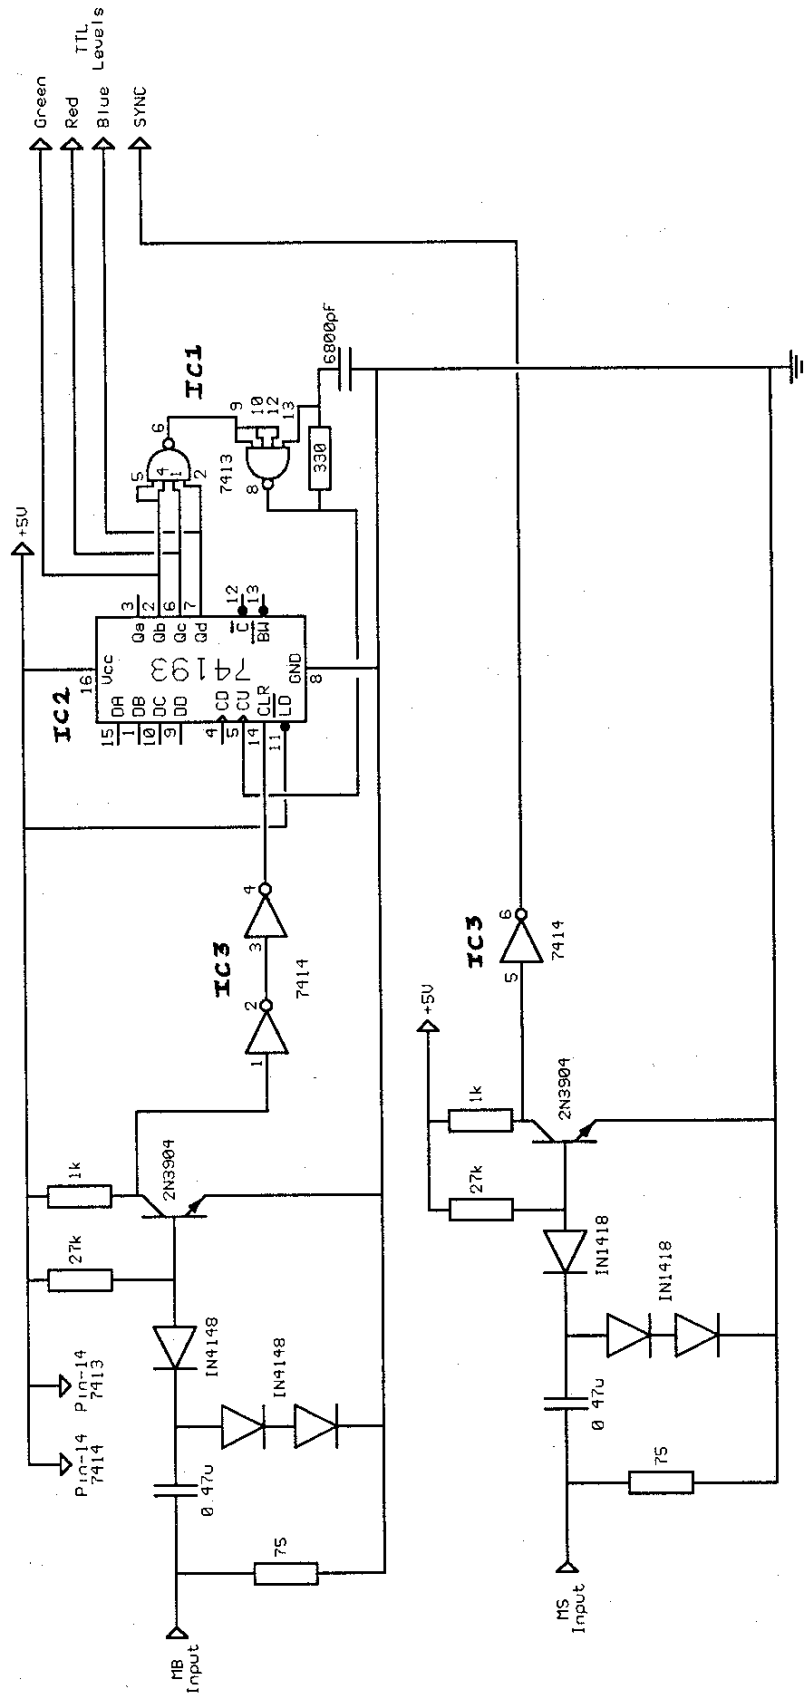 Green
Red
TTL
Blue Levels
SYNC
+5V
IC1
5
4
1
2
6
7413
9
10
12
13
8
330
6800pF
IC2
16
Vcc
74193
GND
8
Qa 3
Qb 2
Qc 6
Qd 7
C 12
BW 13
15 DA
1 DB
10 DC
9 DD
4 CD
5 CU
14 CLR
11 LD
IC3
1
2
3
4
7414
1k
27k
2N3904
Pin-14
7413
Pin-14
7414
IN4148
IN4148
0.47u
75
MB
Input
IC3
5
6
7414
+5V
1k
27k
2N3904
IN1418
IN1418
0.47u
75
MS
Input